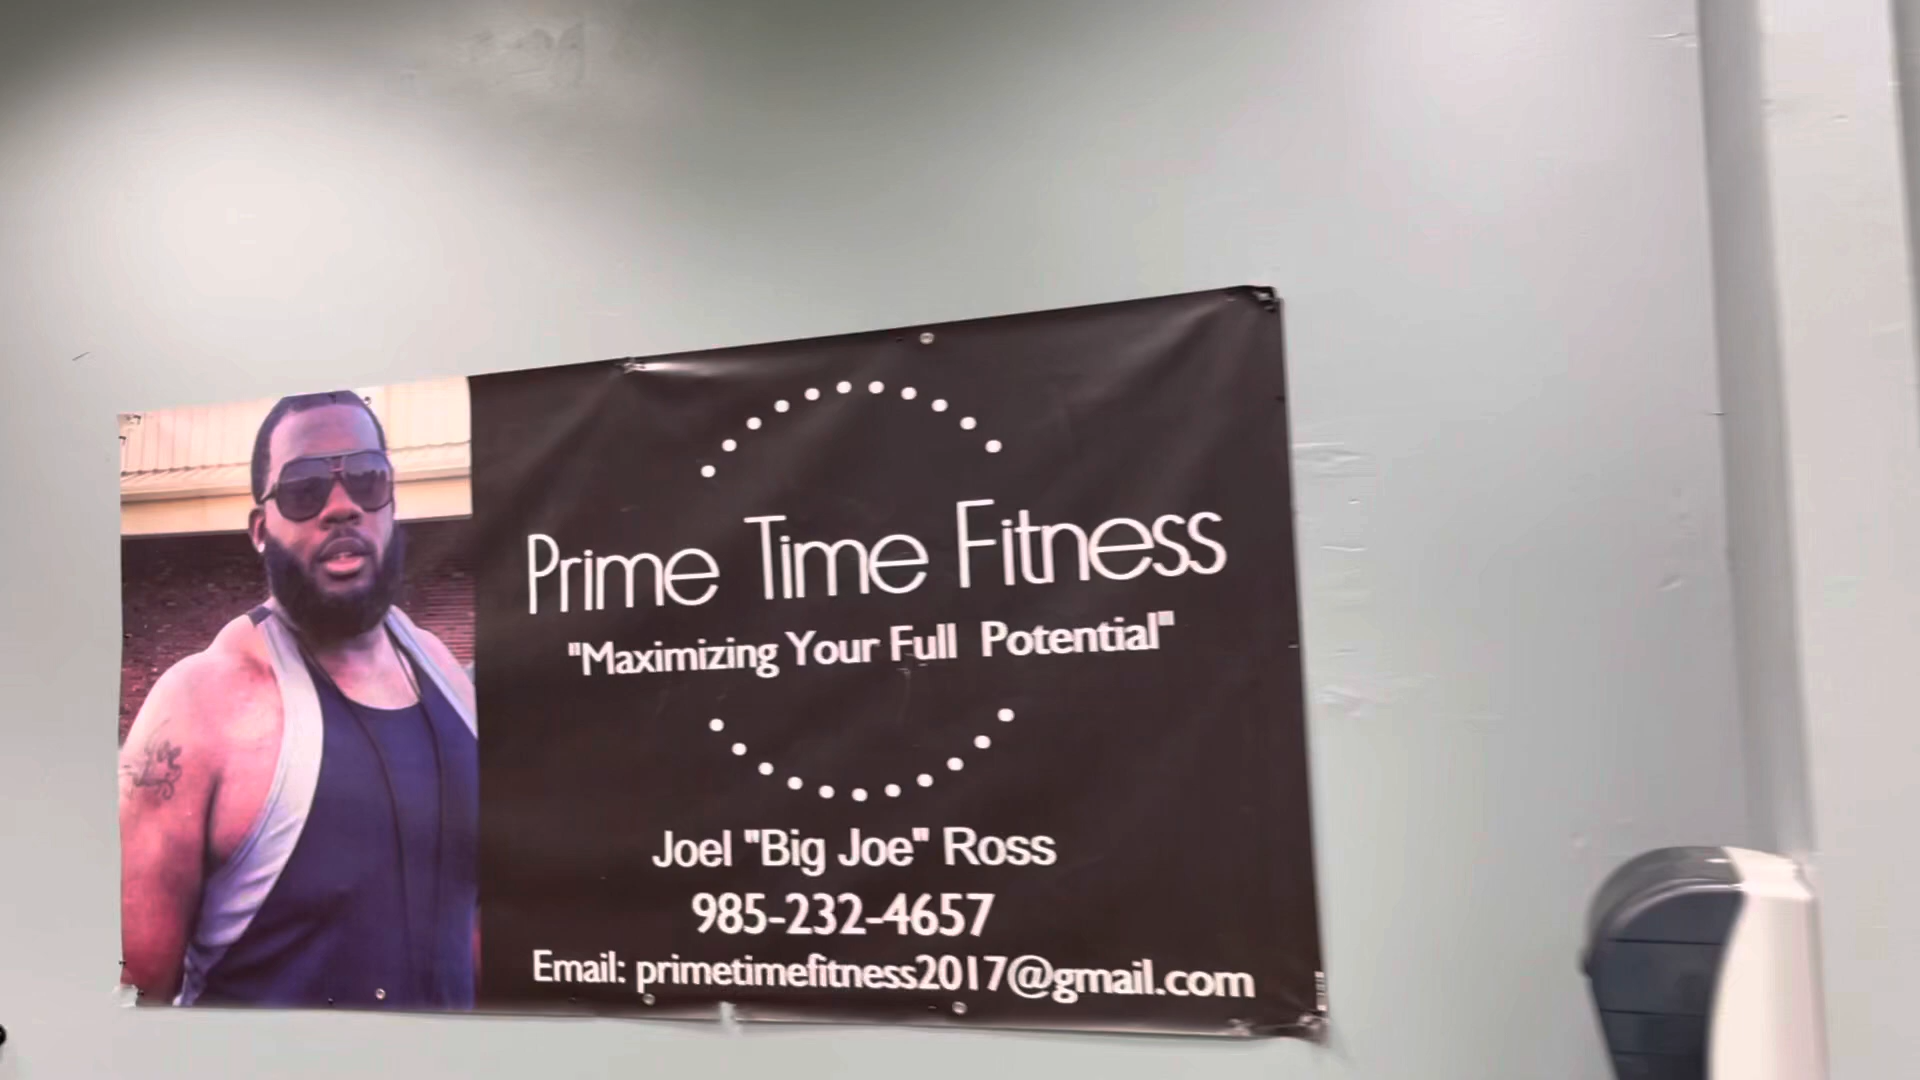 Prime Time Fitness
"Maximizing Your Full Potential"
Joel "Big Joe" Ross
985-232-4657
Email: primetimefitness2017@gmail.com